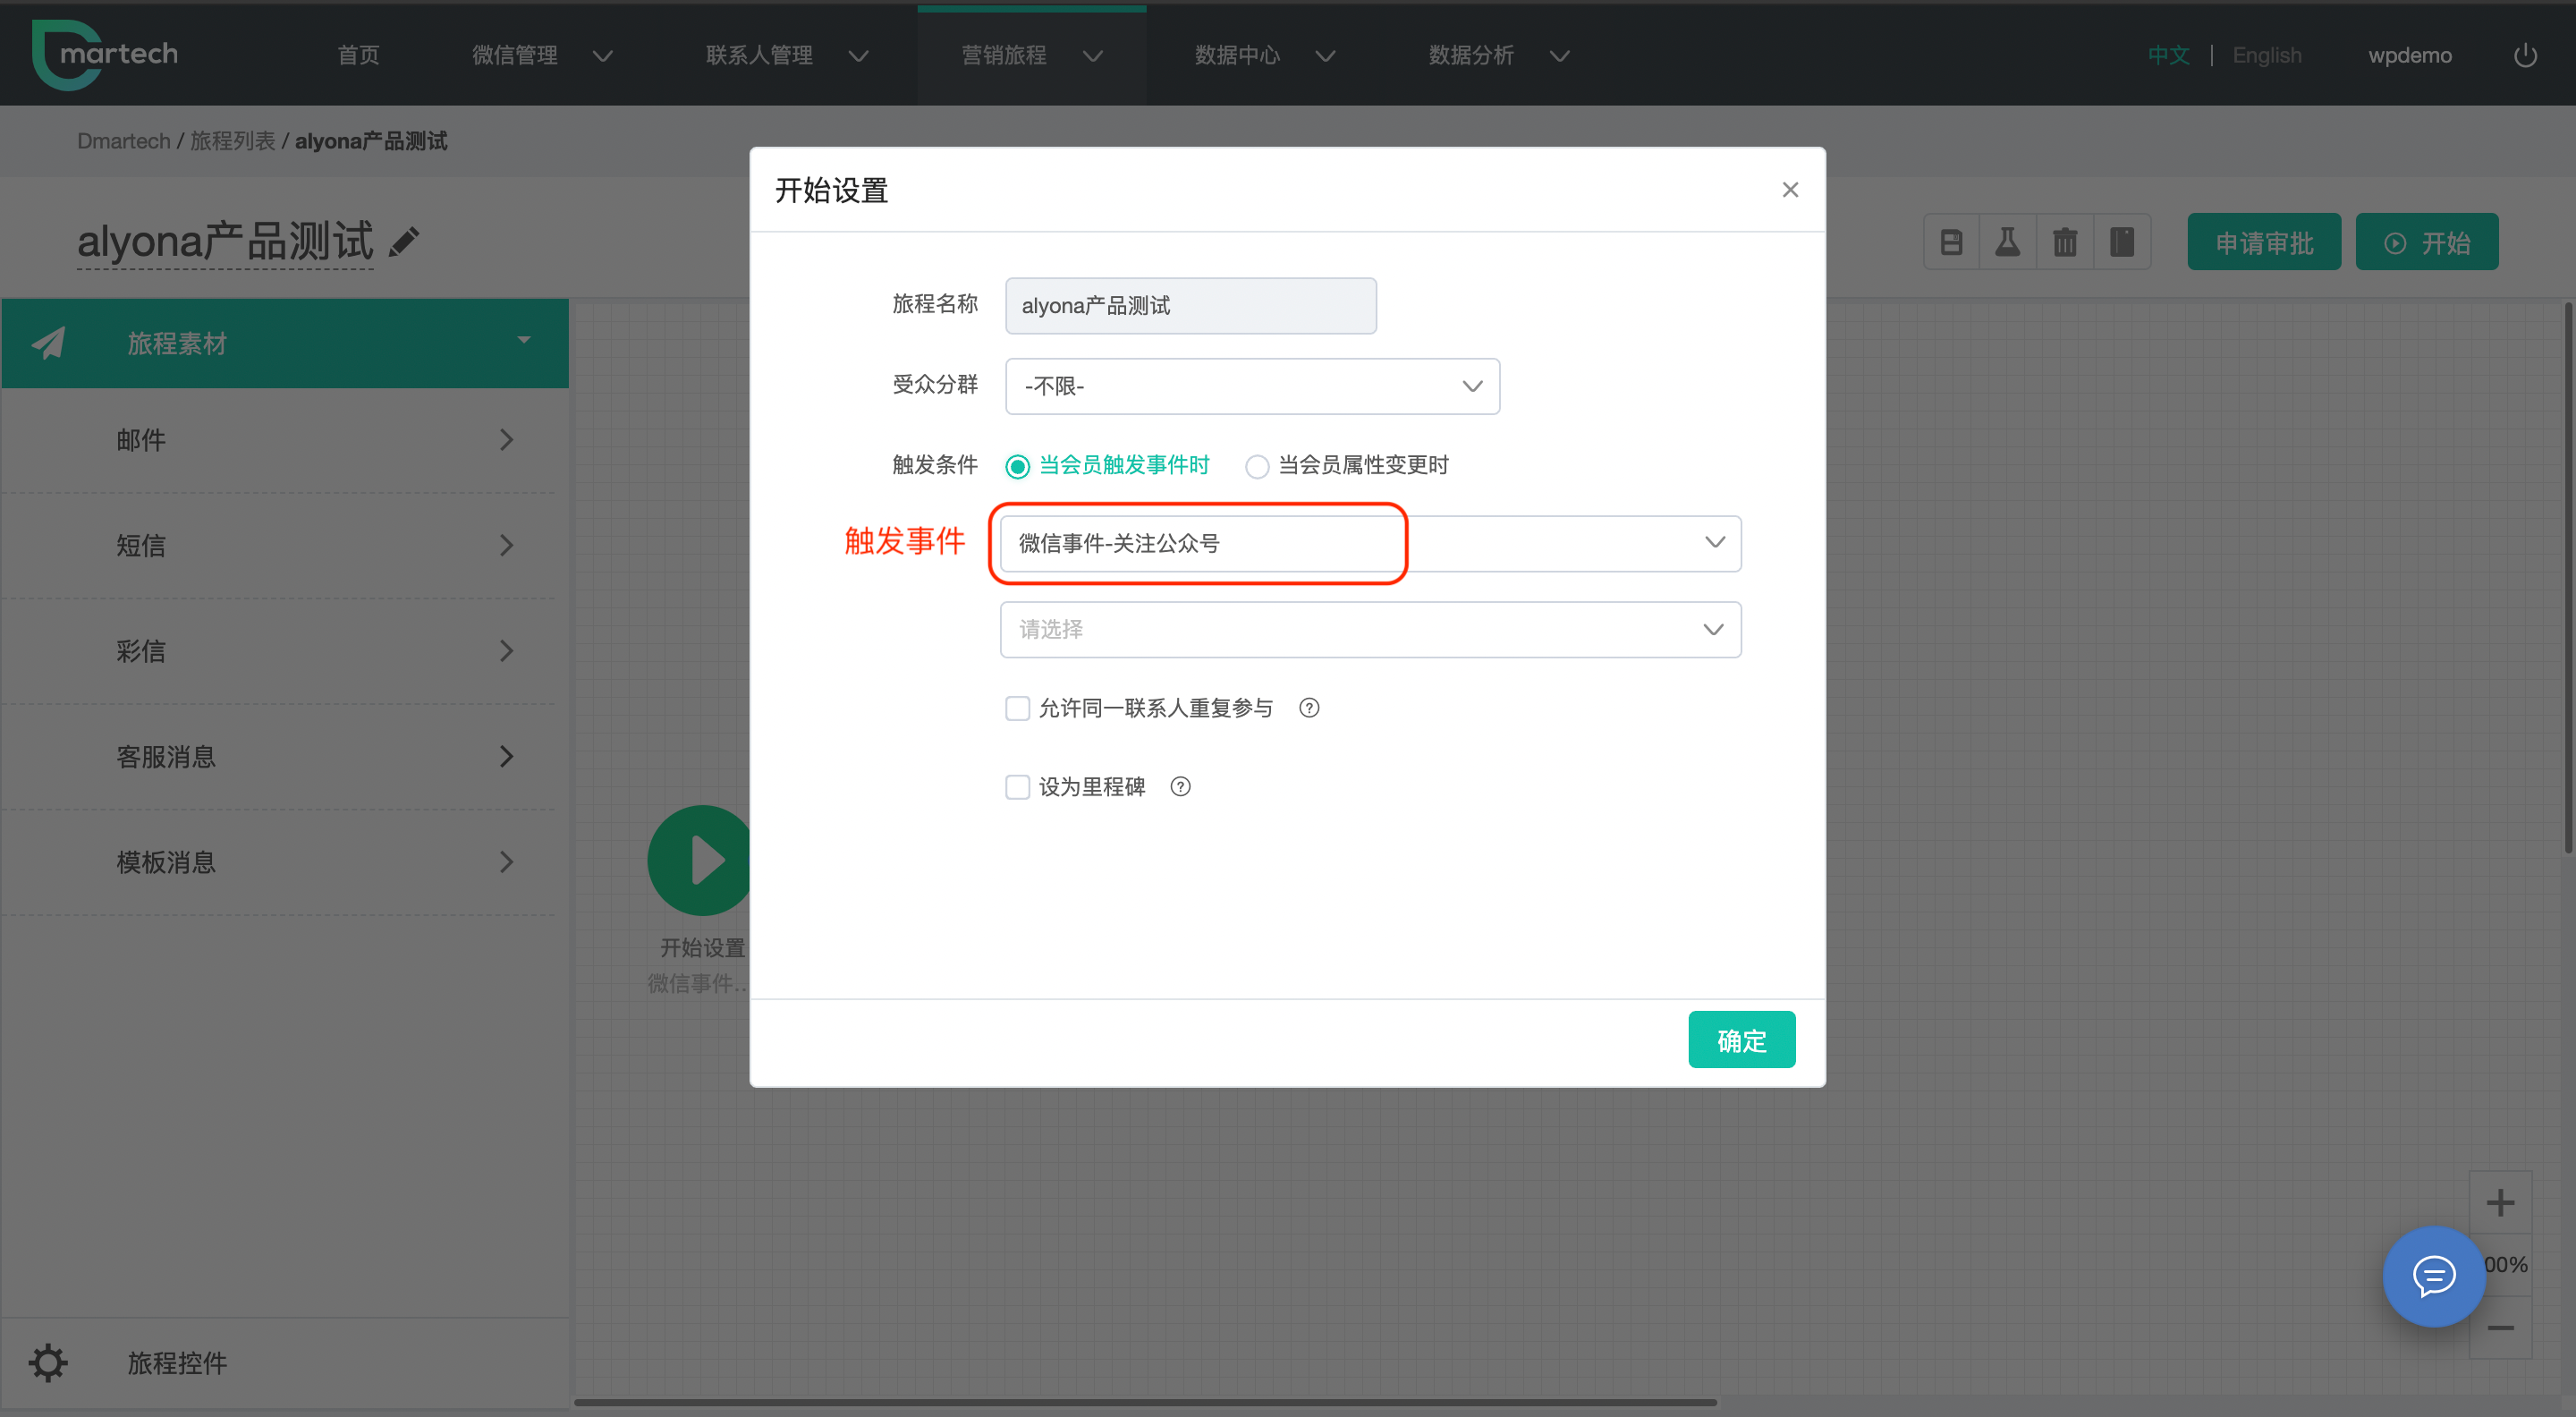 martech
首页
微信管理
联系人管理
营销旅程
数据中心
数据分析
中文 | English
wpdemo
Dmartech / 旅程列表 / alyona产品测试
alyona产品测试
申请审批
开始
旅程素材
邮件
短信
彩信
客服消息
模板消息
旅程控件
开始设置
微信事件...
开始设置
旅程名称
alyona产品测试
受众分群
-不限-
触发条件
当会员触发事件时
当会员属性变更时
触发事件
微信事件-关注公众号
请选择
允许同一联系人重复参与
设为里程碑
确定
00%